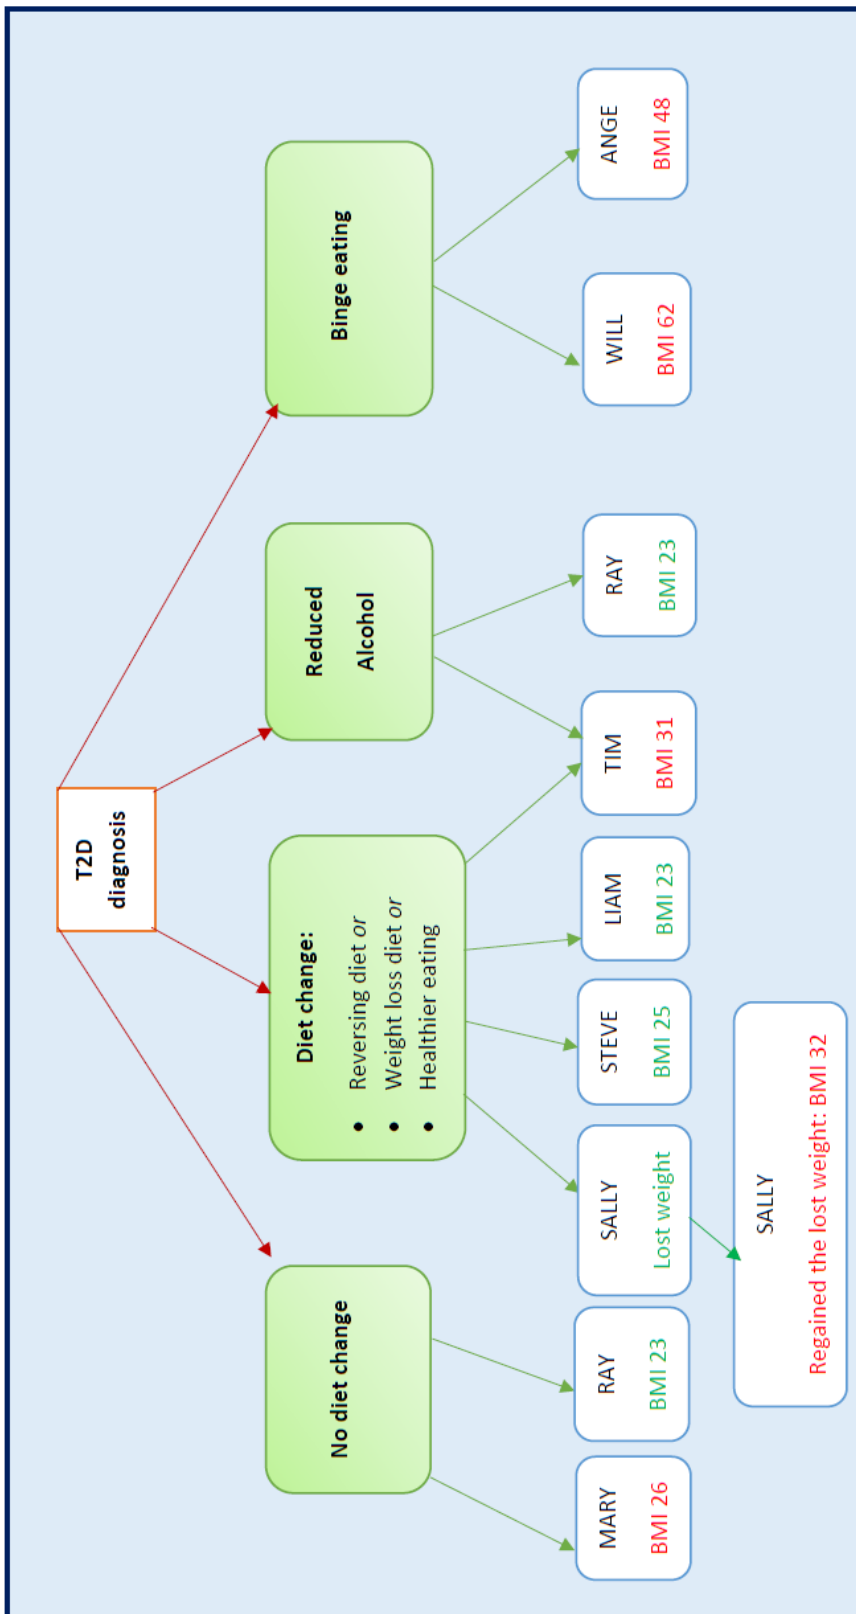 T2D
diagnosis
No diet change
Diet change:
• Reversing diet or
• Weight loss diet or
• Healthier eating
Reduced
Alcohol
Binge eating
MARY
BMI 26
RAY
BMI 23
SALLY
Lost weight
STEVE
BMI 25
LIAM
BMI 23
TIM
BMI 31
RAY
BMI 23
WILL
BMI 62
ANGE
BMI 48
SALLY
Regained the lost weight: BMI 32